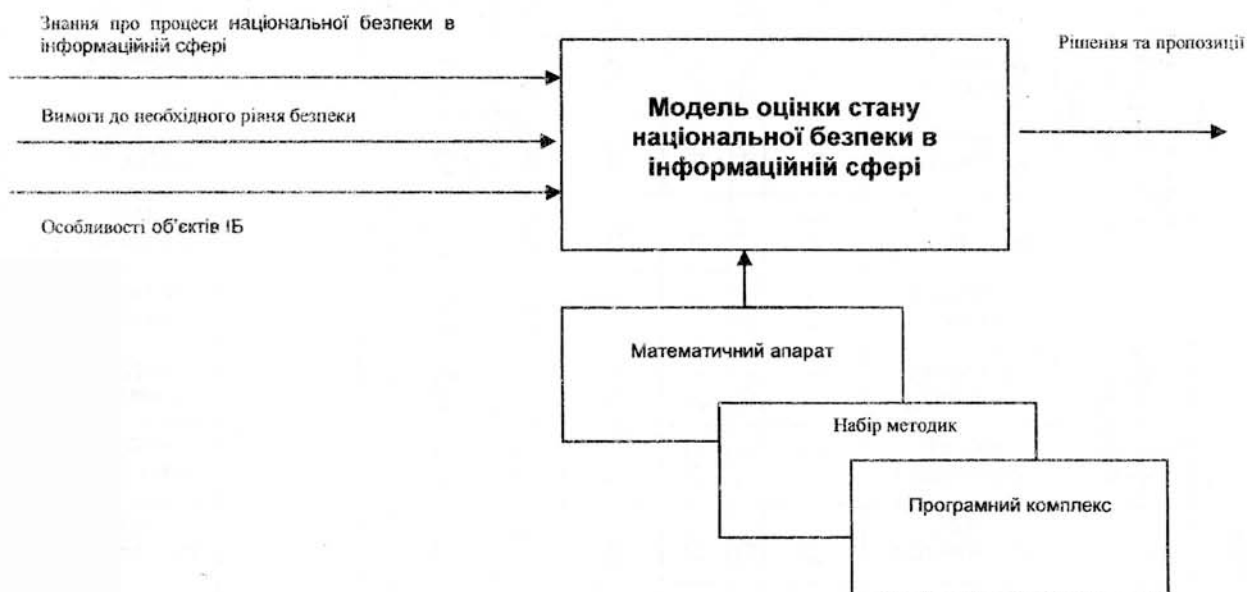 Знання про процеси національної безпеки в
інформаційній сфері
Вимоги до необхідного рівня безпеки
Особливості об'єктів ІБ
Модель оцінки стану
національної безпеки в
інформаційній сфері
Рішення та пропозиції
Математичний апарат
Набір методик
Програмний комплекс